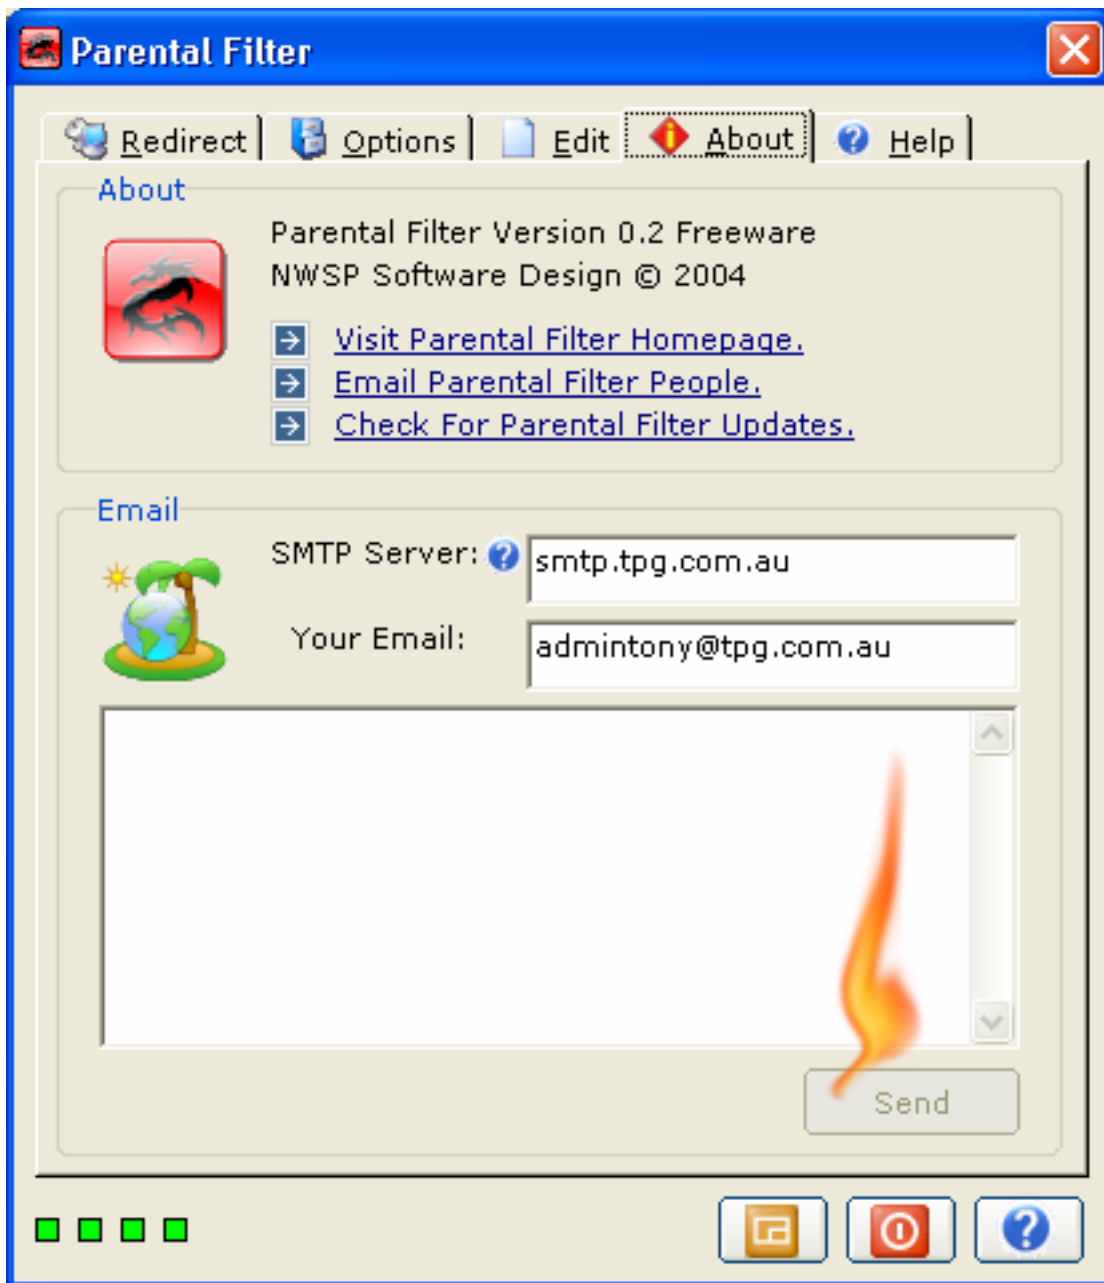 Parental Filter
Redirect
Options
Edit
About
Help
About
Parental Filter Version 0.2 Freeware
NWSP Software Design © 2004
Visit Parental Filter Homepage.
Email Parental Filter People.
Check For Parental Filter Updates.
Email
SMTP Server:
smtp.tpg.com.au
Your Email:
admintony@tpg.com.au
Send